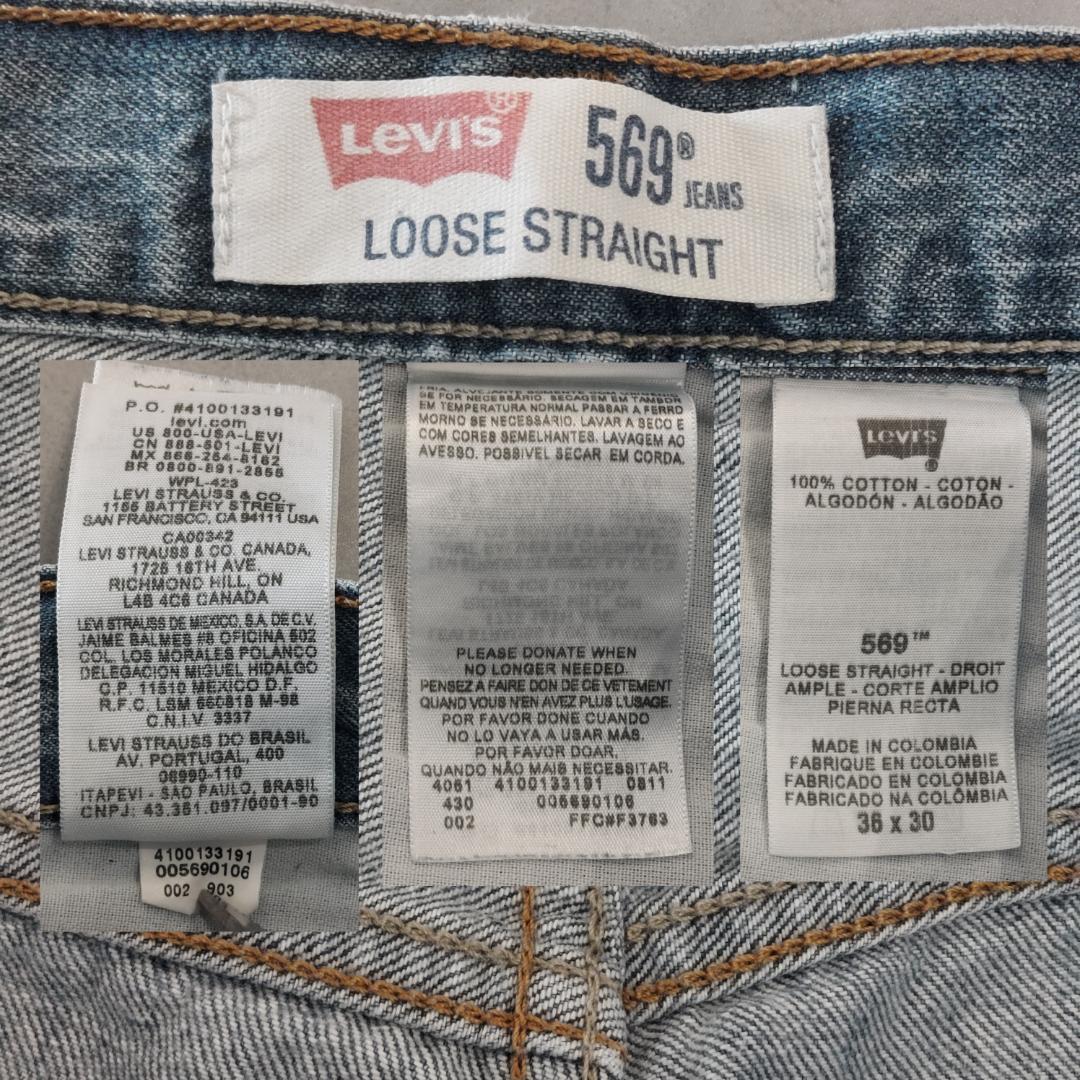 LEVI'S®
569® JEANS
LOOSE STRAIGHT
P.O. #4100133191
levi.com
US 800-USA-LEVI
CN 888-501-LEVI
MX 866-254-8162
BR 0800-891-2855
WPL-423
LEVI STRAUSS & CO.
1155 BATTERY STREET
SAN FRANCISCO, CA 94111 USA
CA00342
LEVI STRAUSS & CO. CANADA,
1725 16TH AVE.
RICHMOND HILL, ON
L4B 4C6 CANADA
LEVI STRAUSS DE MEXICO, S.A. DE C.V.
JAIME BALMES #8 OFICINA 602
COL. LOS MORALES POLANCO
DELEGACION MIGUEL HIDALGO
C.P. 11510 MEXICO D.F.
R.F.C. LSM 650818 M-98
C.N.I.V 3337
LEVI STRAUSS DO BRASIL
AV. PORTUGAL, 400
06690-110
ITAPEVI - SAO PAULO, BRASIL
CNPJ: 43.351.097/0001-90
4100133191
005690106
002 903
FRIA. ALVEJANTE SOMENTE
SE FOR NECESSÁRIO. SECAGEM EM TAMBOR
EM TEMPERATURA NORMAL PASSAR A FERRO
MORNO SE NECESSÁRIO. LAVAR A SECO E
COM CORES SEMELHANTES. LAVAGEM AO
AVESSO. POSSIVEL SECAR EM CORDA.
PLEASE DONATE WHEN
NO LONGER NEEDED.
PENSEZ A FAIRE DON DE CE VETEMENT
QUAND VOUS N'EN AVEZ PLUS L'USAGE.
POR FAVOR DONE CUANDO
NO LO VAYA A USAR MÁS.
POR FAVOR DOAR,
QUANDO NÃO MAIS NECESSITAR.
4061 4100133191 0811
430 005690106
002 FFC#F3763
LEVI'S
®
100% COTTON - COTON -
ALGODÓN - ALGODÃO
569™
LOOSE STRAIGHT - DROIT
AMPLE - CORTE AMPLIO
PIERNA RECTA
MADE IN COLOMBIA
FABRIQUE EN COLOMBIE
FABRICADO EN COLOMBIA
FABRICADO NA COLÔMBIA
36 x 30